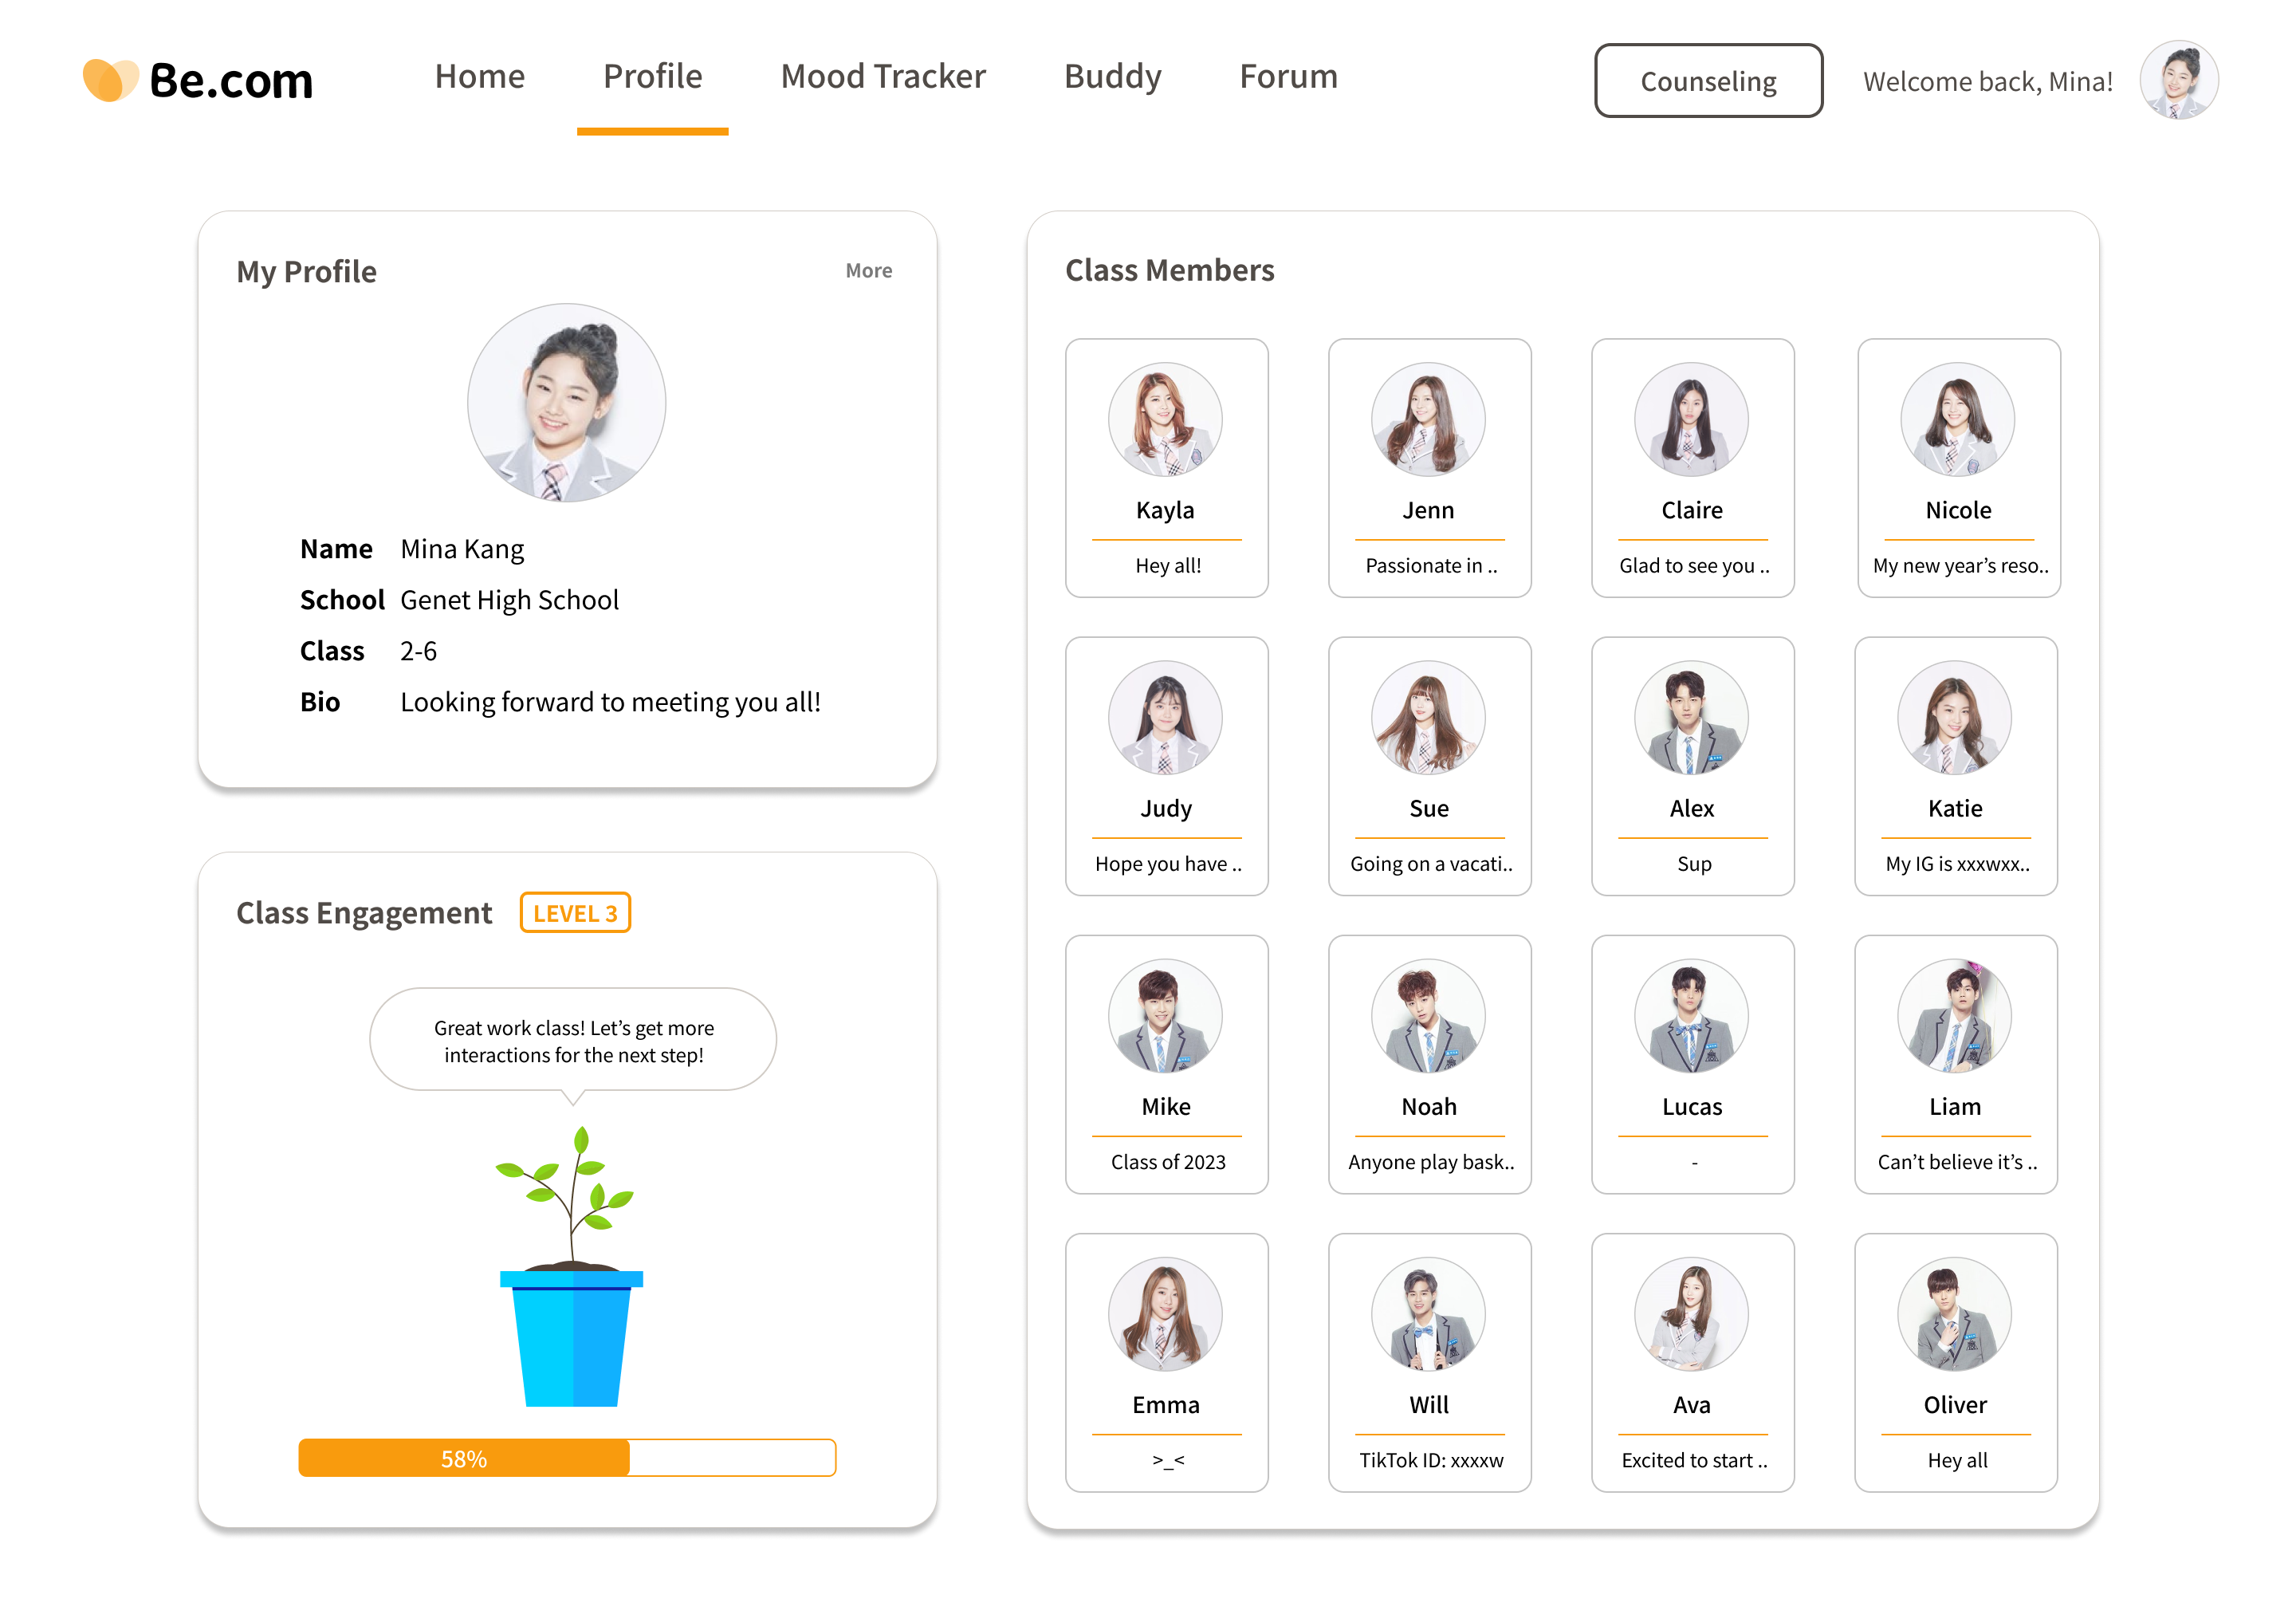 Be.com
Home
Profile
Mood Tracker
Buddy
Forum
Counseling
Welcome back, Mina!
My Profile
More
Name Mina Kang
School Genet High School
Class 2-6
Bio Looking forward to meeting you all!
Class Engagement
LEVEL 3
Great work class! Let’s get more
interactions for the next step!
58%
Class Members
Kayla
Hey all!
Jenn
Passionate in ..
Claire
Glad to see you ..
Nicole
My new year’s reso..
Judy
Hope you have ..
Sue
Going on a vacati..
Alex
Sup
Katie
My IG is xxxwxx..
Mike
Class of 2023
Noah
Anyone play bask..
Lucas
-
Liam
Can’t believe it’s ..
Emma
>_<
Will
TikTok ID: xxxxw
Ava
Excited to start ..
Oliver
Hey all